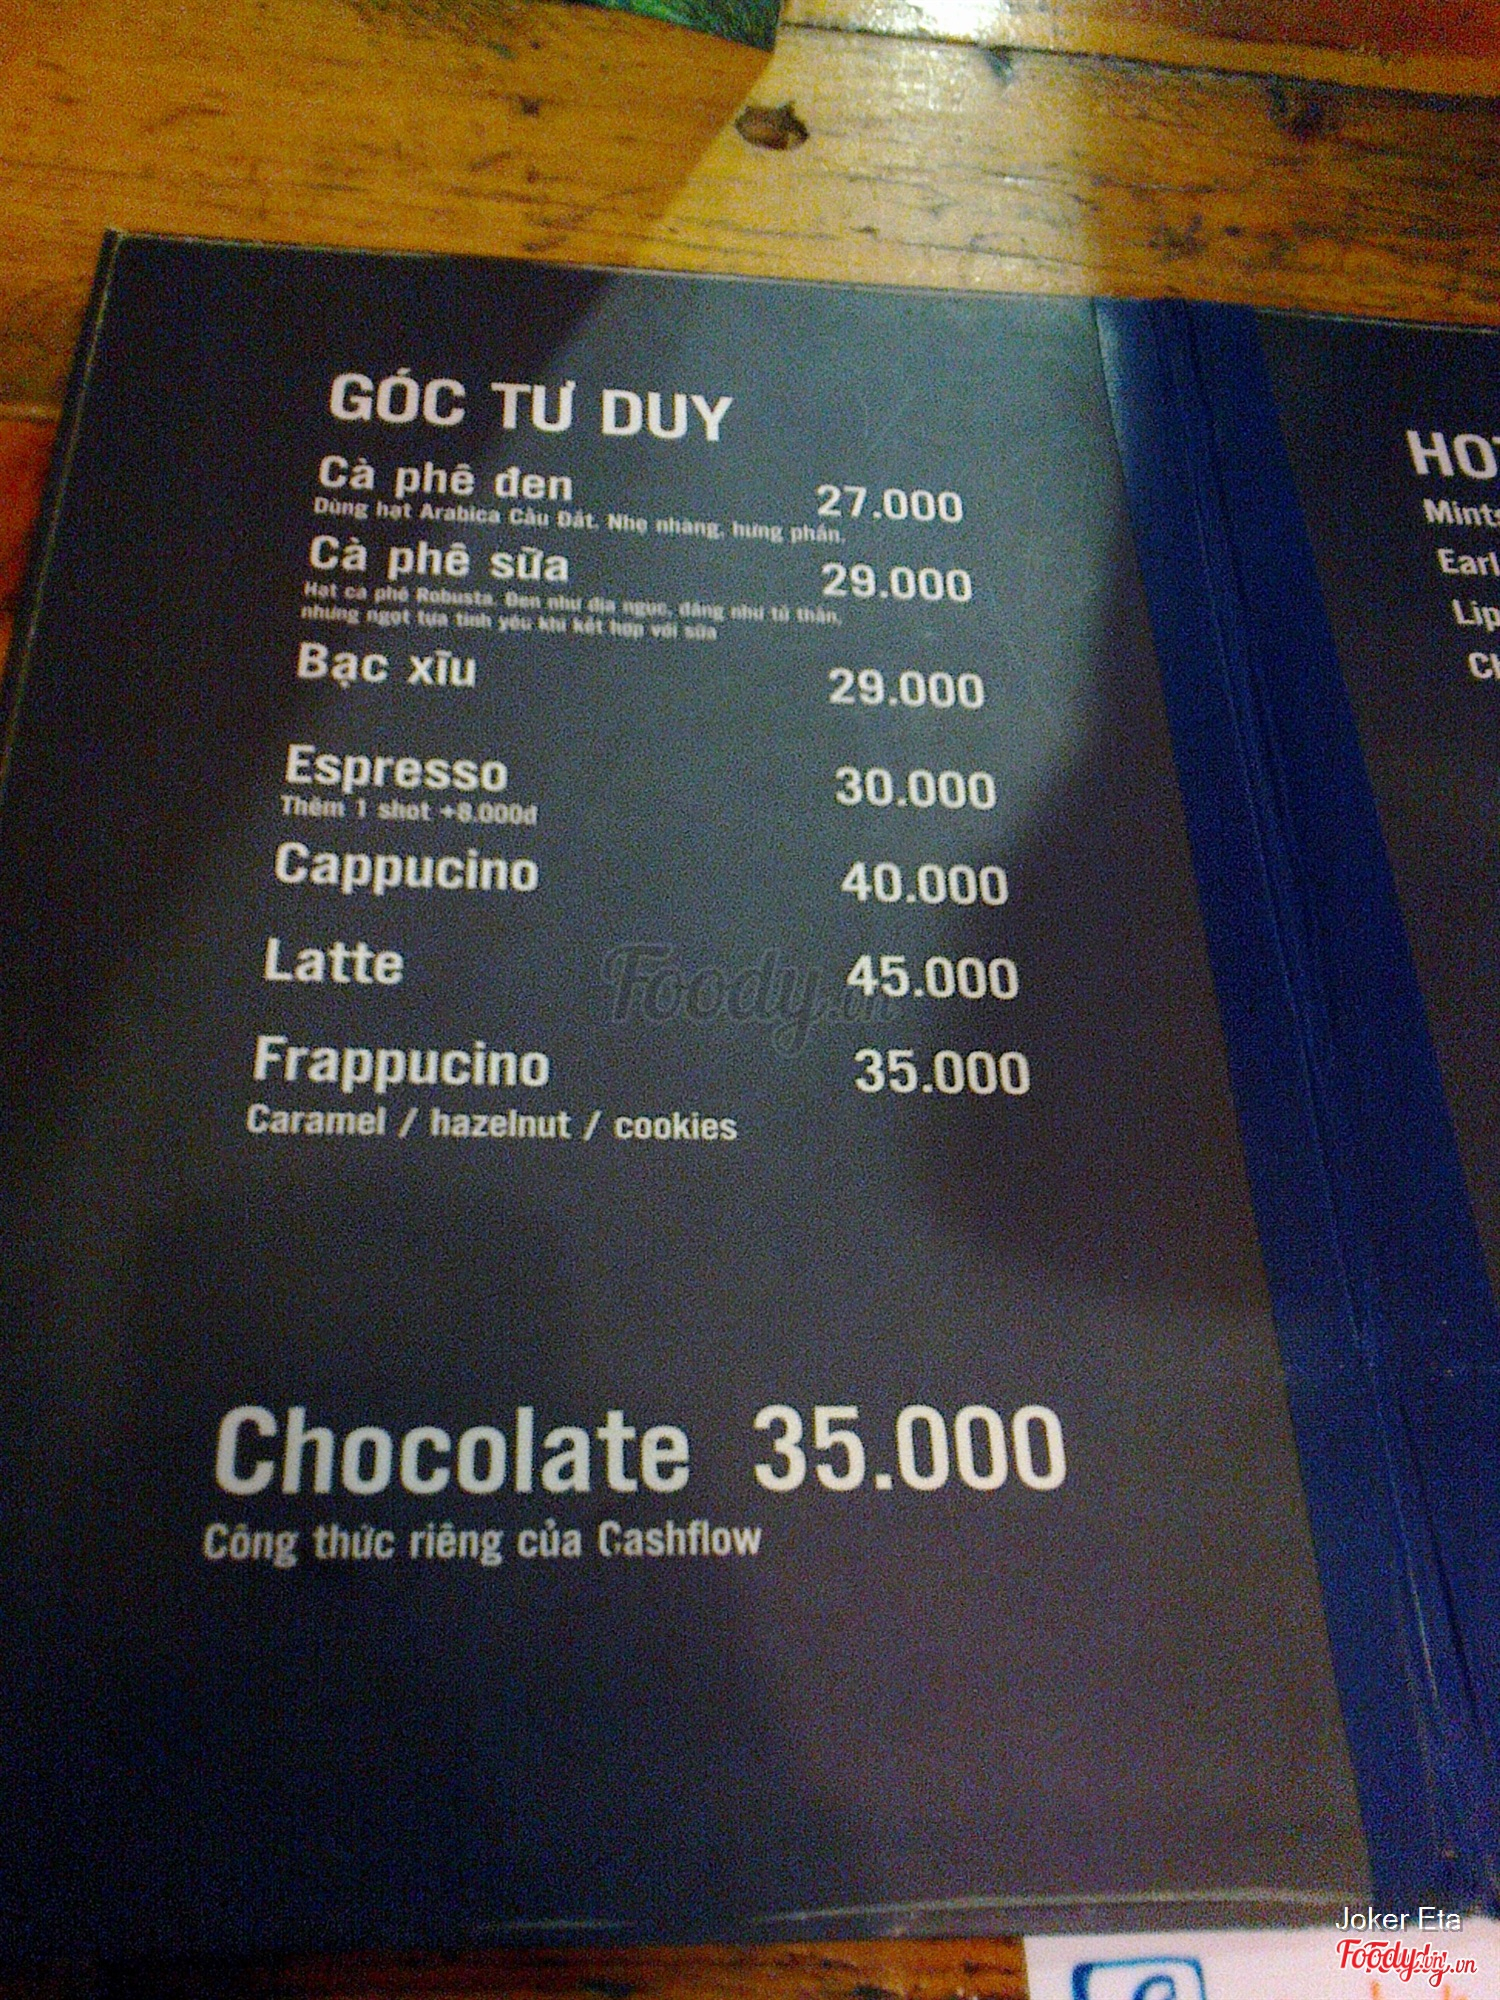 GÓC TƯ DUY
Cà phê đen 27.000
Dùng hạt Arabica Cầu Đất. Nhẹ nhàng, hưng phấn.
Cà phê sữa 29.000
Hạt cà phê Robusta. Đen như địa ngục, đắng như tử thần,
nhưng ngọt tựa tình yêu khi kết hợp với sữa
Bạc xĩu 29.000
Espresso 30.000
Thêm 1 shot +8.000đ
Cappucino 40.000
Latte 45.000
Frappucino 35.000
Caramel / hazelnut / cookies
Chocolate 35.000
Công thức riêng của Cashflow
Foody.vn
Joker Eta
Foody.vn